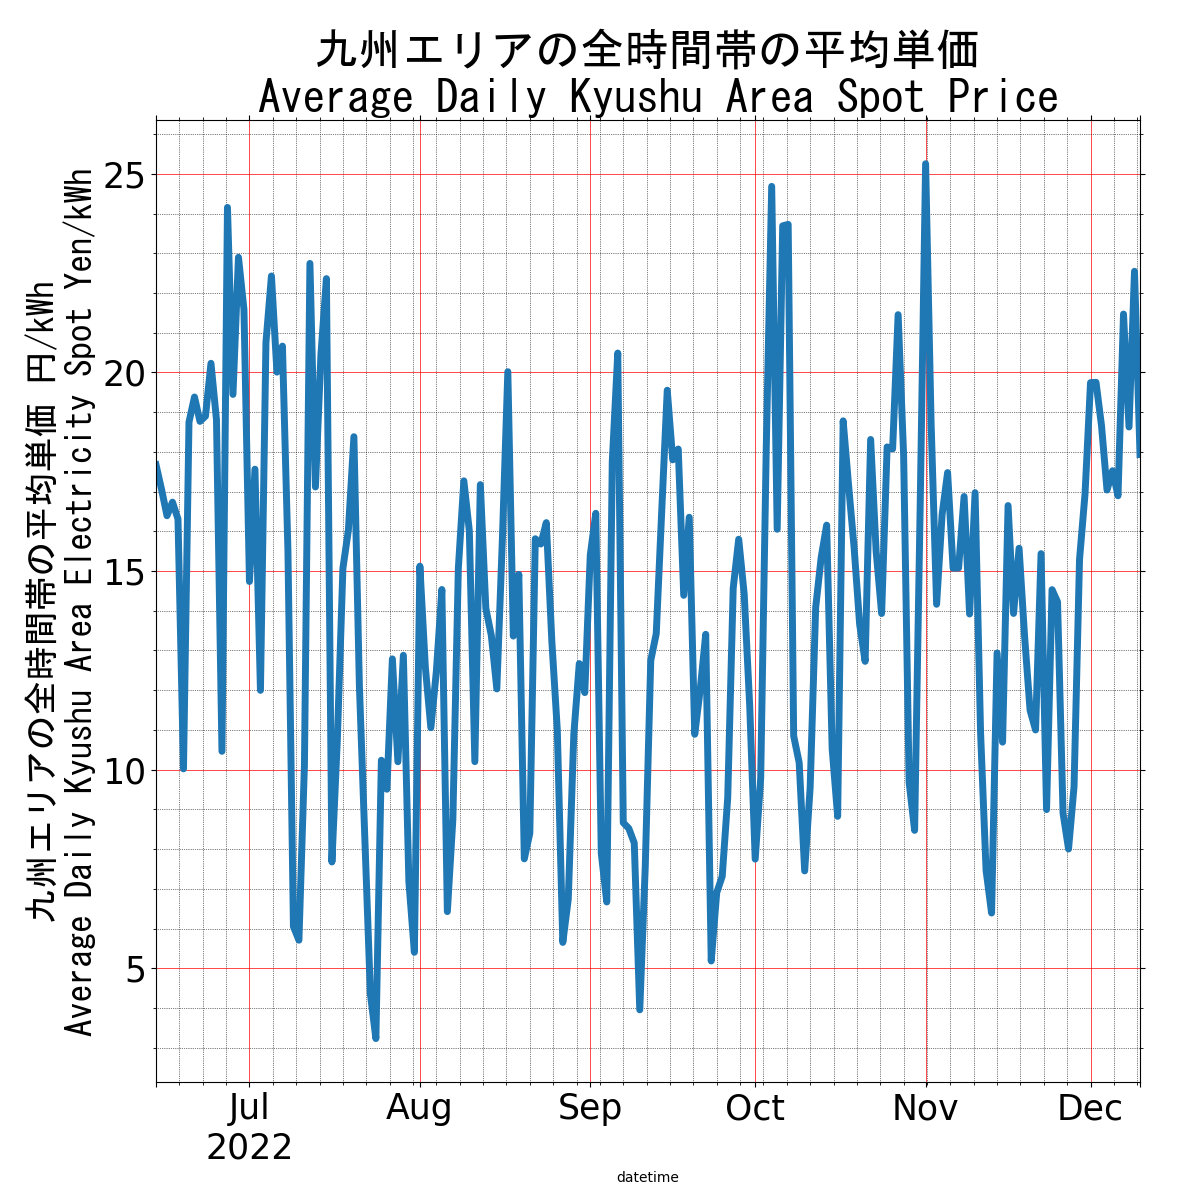 九州エリアの全時間帯の平均単価
Average Daily Kyushu Area Spot Price
九州エリアの全時間帯の平均単価 円/kWh
Average Daily Kyushu Area Electricity Spot Yen/kWh
25
20
15
10
5
Jul Aug Sep Oct Nov Dec
2022
datetime